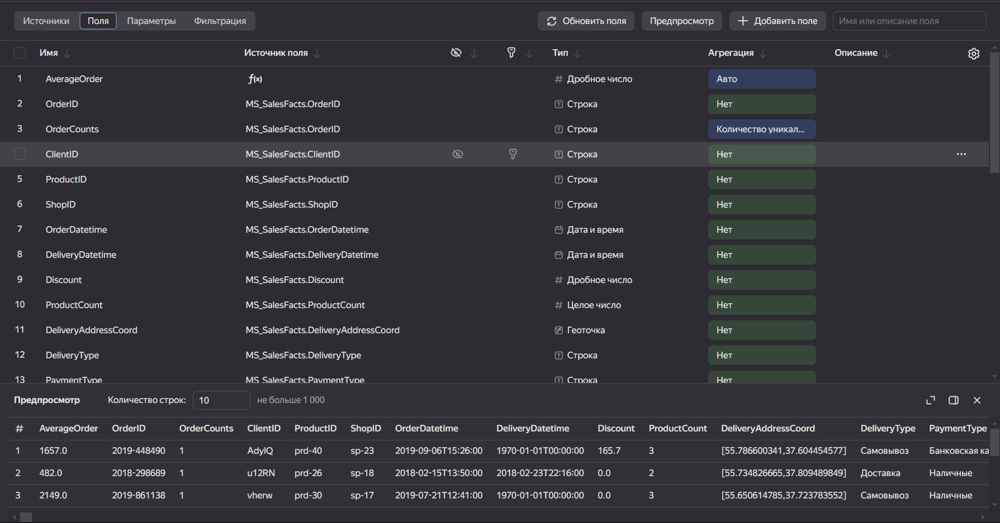 Источники Поля Параметры Фильтрация Обновить поля Предпросмотр Добавить поле Имя или описание поля
Имя Источник поля Тип Агрегация Описание
1 AverageOrder ƒ(x) # Дробное число Авто
2 OrderID MS_SalesFacts.OrderID Строка Нет
3 OrderCounts MS_SalesFacts.OrderID Строка Количество уникал...
ClientID MS_SalesFacts.ClientID Строка Нет
5 ProductID MS_SalesFacts.ProductID Строка Нет
6 ShopID MS_SalesFacts.ShopID Строка Нет
7 OrderDatetime MS_SalesFacts.OrderDatetime Дата и время Нет
8 DeliveryDatetime MS_SalesFacts.DeliveryDatetime Дата и время Нет
9 Discount MS_SalesFacts.Discount # Дробное число Нет
10 ProductCount MS_SalesFacts.ProductCount # Целое число Нет
11 DeliveryAddressCoord MS_SalesFacts.DeliveryAddressCoord Геоточка Нет
12 DeliveryType MS_SalesFacts.DeliveryType Строка Нет
13 PaymentType MS_SalesFacts.PaymentType Строка Нет
Предпросмотр Количество строк: 10 не больше 1 000
# AverageOrder OrderID OrderCounts ClientID ProductID ShopID OrderDatetime DeliveryDatetime Discount ProductCount DeliveryAddressCoord DeliveryType PaymentType
1 1657.0 2019-448490 1 AdyIQ prd-40 sp-23 2019-09-06T15:26:00 1970-01-01T00:00:00 165.7 3 [55.786600341,37.604454577] Самовывоз Банковская ка
2 482.0 2018-298689 1 u12RN prd-26 sp-18 2018-02-15T13:50:00 2018-02-23T22:16:00 0.0 2 [55.734826665,37.809489849] Доставка Наличные
3 2149.0 2019-861138 1 vherw prd-30 sp-17 2019-07-21T12:41:00 1970-01-01T00:00:00 0.0 3 [55.650614785,37.723783552] Самовывоз Наличные